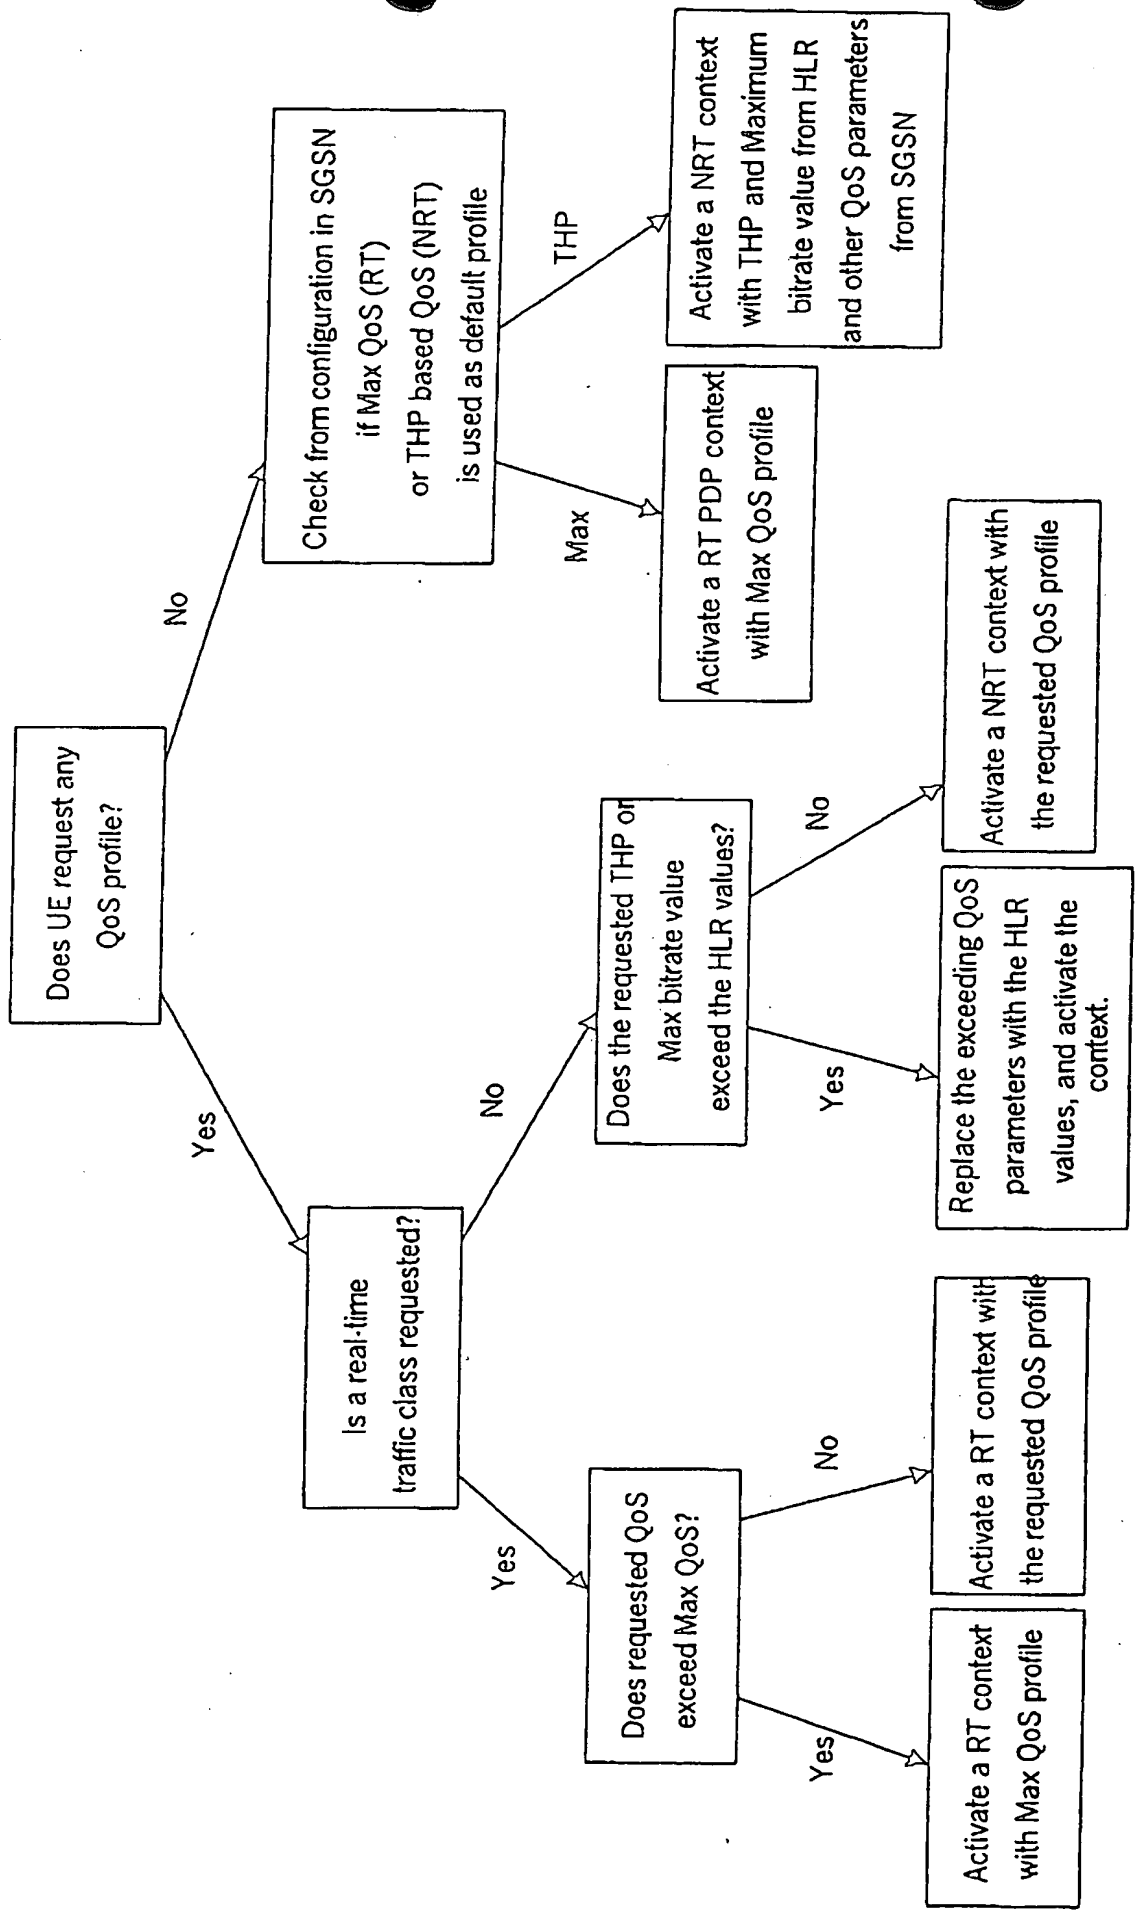 Does UE request any
QoS profile?
Yes
No
Is a real-time
traffic class requested?
Check from configuration in SGSN
if Max QoS (RT)
or THP based QoS (NRT)
is used as default profile
Yes
No
Max
THP
Does requested QoS
exceed Max QoS?
Does the requested THP or
Max bitrate value
exceed the HLR values?
Activate a RT PDP context
with Max QoS profile
Activate a NRT context
with THP and Maximum
bitrate value from HLR
and other QoS parameters
from SGSN
Yes
No
Yes
No
Activate a RT context
with Max QoS profile
Activate a RT context with
the requested QoS profile
Replace the exceeding QoS
parameters with the HLR
values, and activate the
context.
Activate a NRT context with
the requested QoS profile